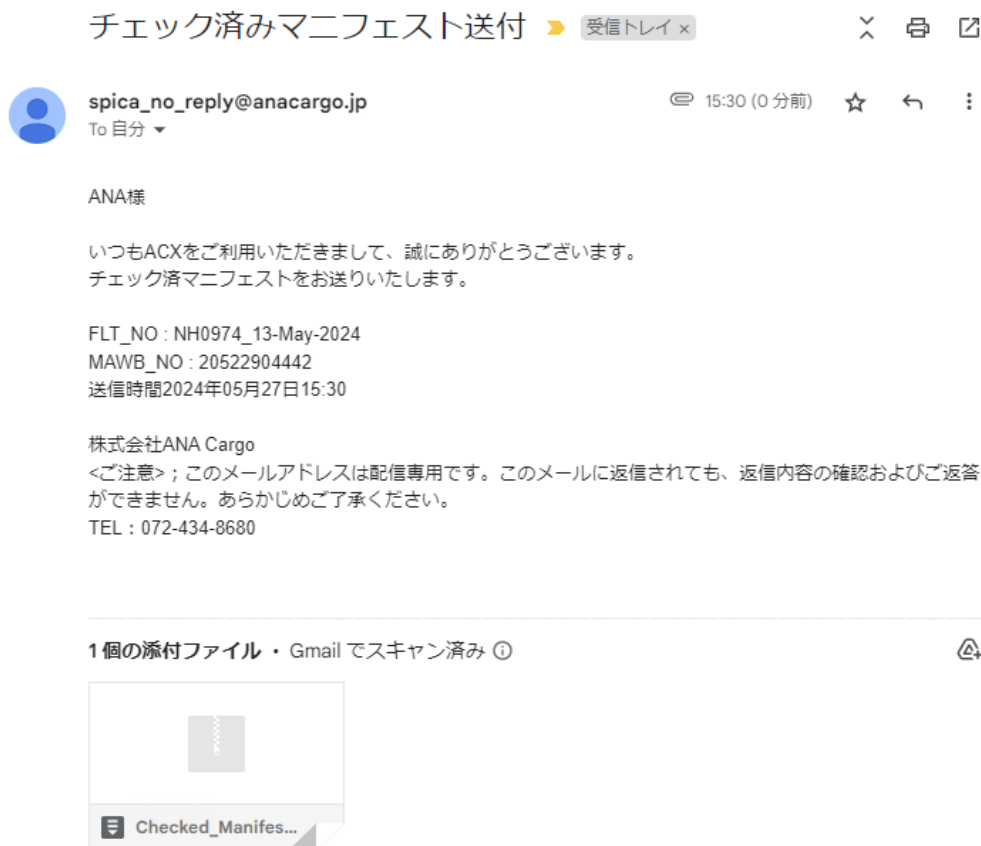 チェック済みマニフェスト送付 受信トレイ ×
spica_no_reply@anacargo.jp 15:30 (0 分前)
To 自分
ANA様
いつもACXをご利用いただきまして、誠にありがとうございます。
チェック済マニフェストをお送りいたします。
FLT_NO : NH0974_13-May-2024
MAWB_NO : 20522904442
送信時間2024年05月27日15:30
株式会社ANA Cargo
<ご注意>；このメールアドレスは配信専用です。このメールに返信されても、返信内容の確認およびご返答
ができません。あらかじめご了承ください。
TEL：072-434-8680
1 個の添付ファイル・Gmail でスキャン済み
Checked_Manifes...